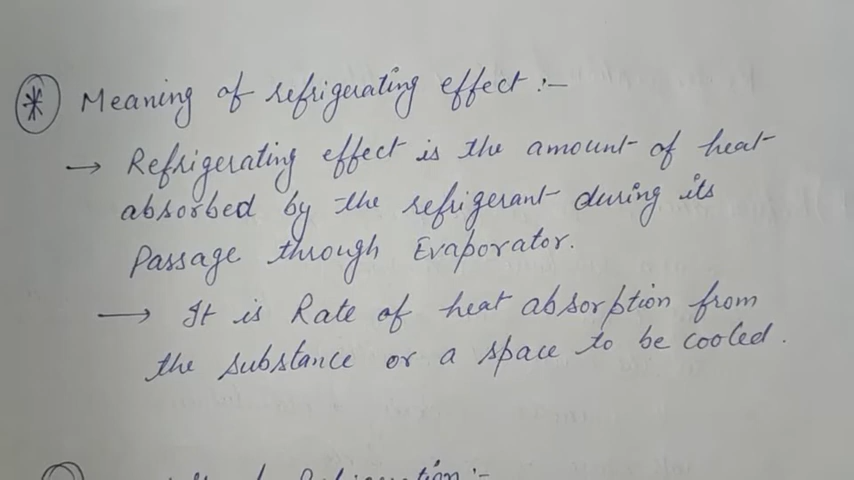 * Meaning of refrigerating effect :-
→ Refrigerating effect is the amount of heat
absorbed by the refrigerant during its
Passage through Evaporator.
→ It is Rate of heat absorption from
the substance or a space to be cooled.
:-